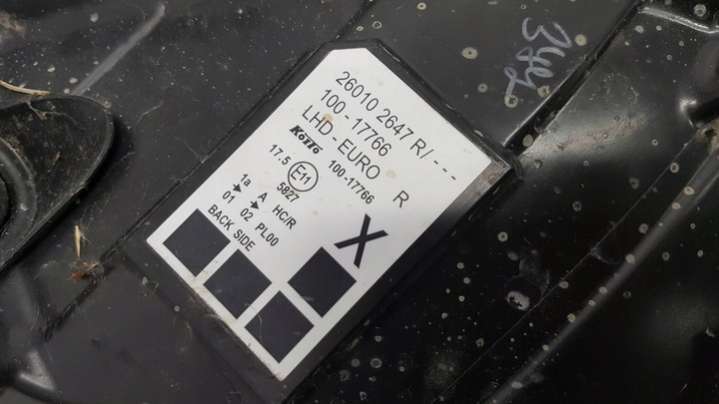 26010 2647 R/---
100-17766
LHD-EURO R
KOITO 100-17766
17.5 E11 5827
1a A HC/R
01 02 PL00
BACK SIDE
X